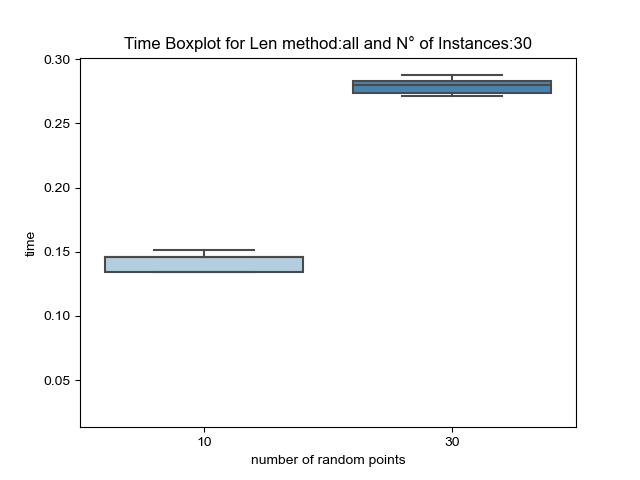 Time Boxplot for Len method:all and N° of Instances:30
0.30
0.25
0.20
0.15
0.10
0.05
time
10
30
number of random points